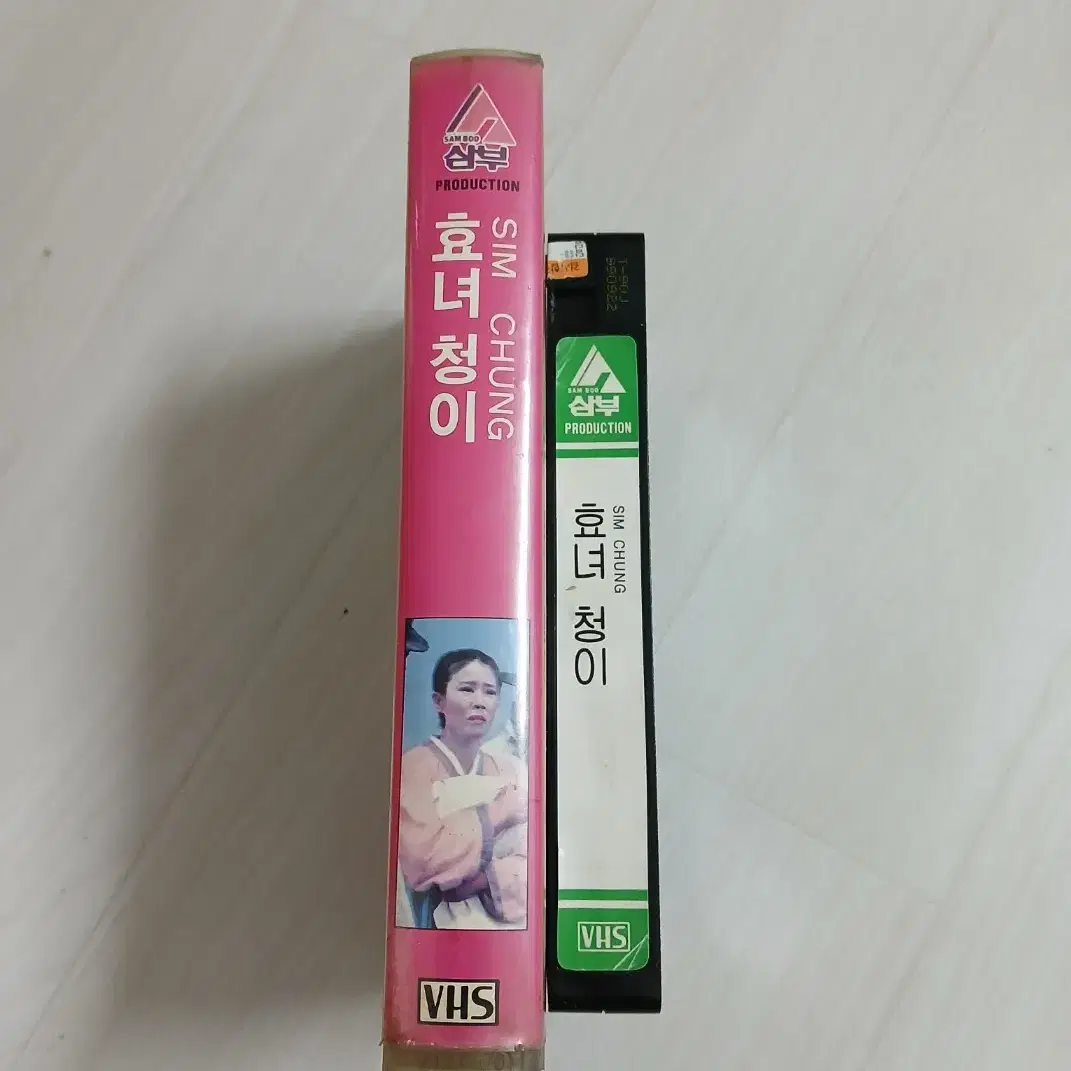 SAM BOO
삼부
PRODUCTION
효녀 청이
SIM CHUNG
VHS
T-90J
SAM BOO
삼부
PRODUCTION
효녀 청이
SIM CHUNG
VHS